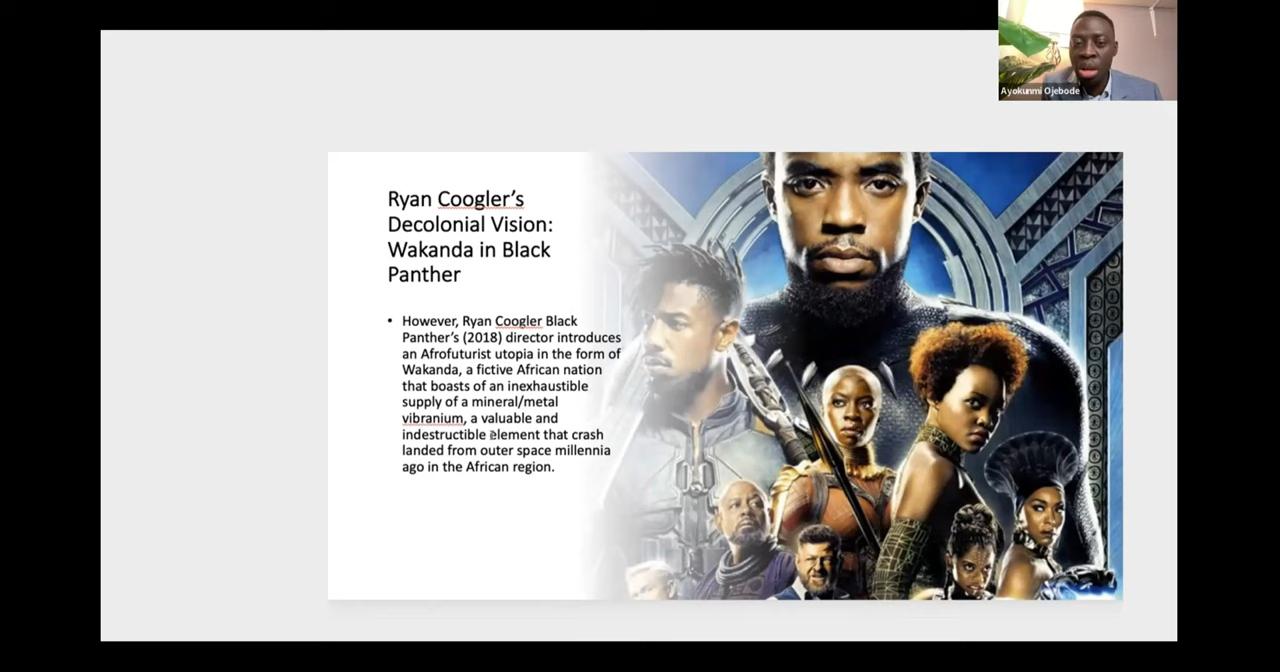 Ayokunmi Ojebode
Ryan Coogler’s
Decolonial Vision:
Wakanda in Black
Panther
• However, Ryan Coogler Black
Panther’s (2018) director introduces
an Afrofuturist utopia in the form of
Wakanda, a fictive African nation
that boasts of an inexhaustible
supply of a mineral/metal
vibranium, a valuable and
indestructible element that crash
landed from outer space millennia
ago in the African region.